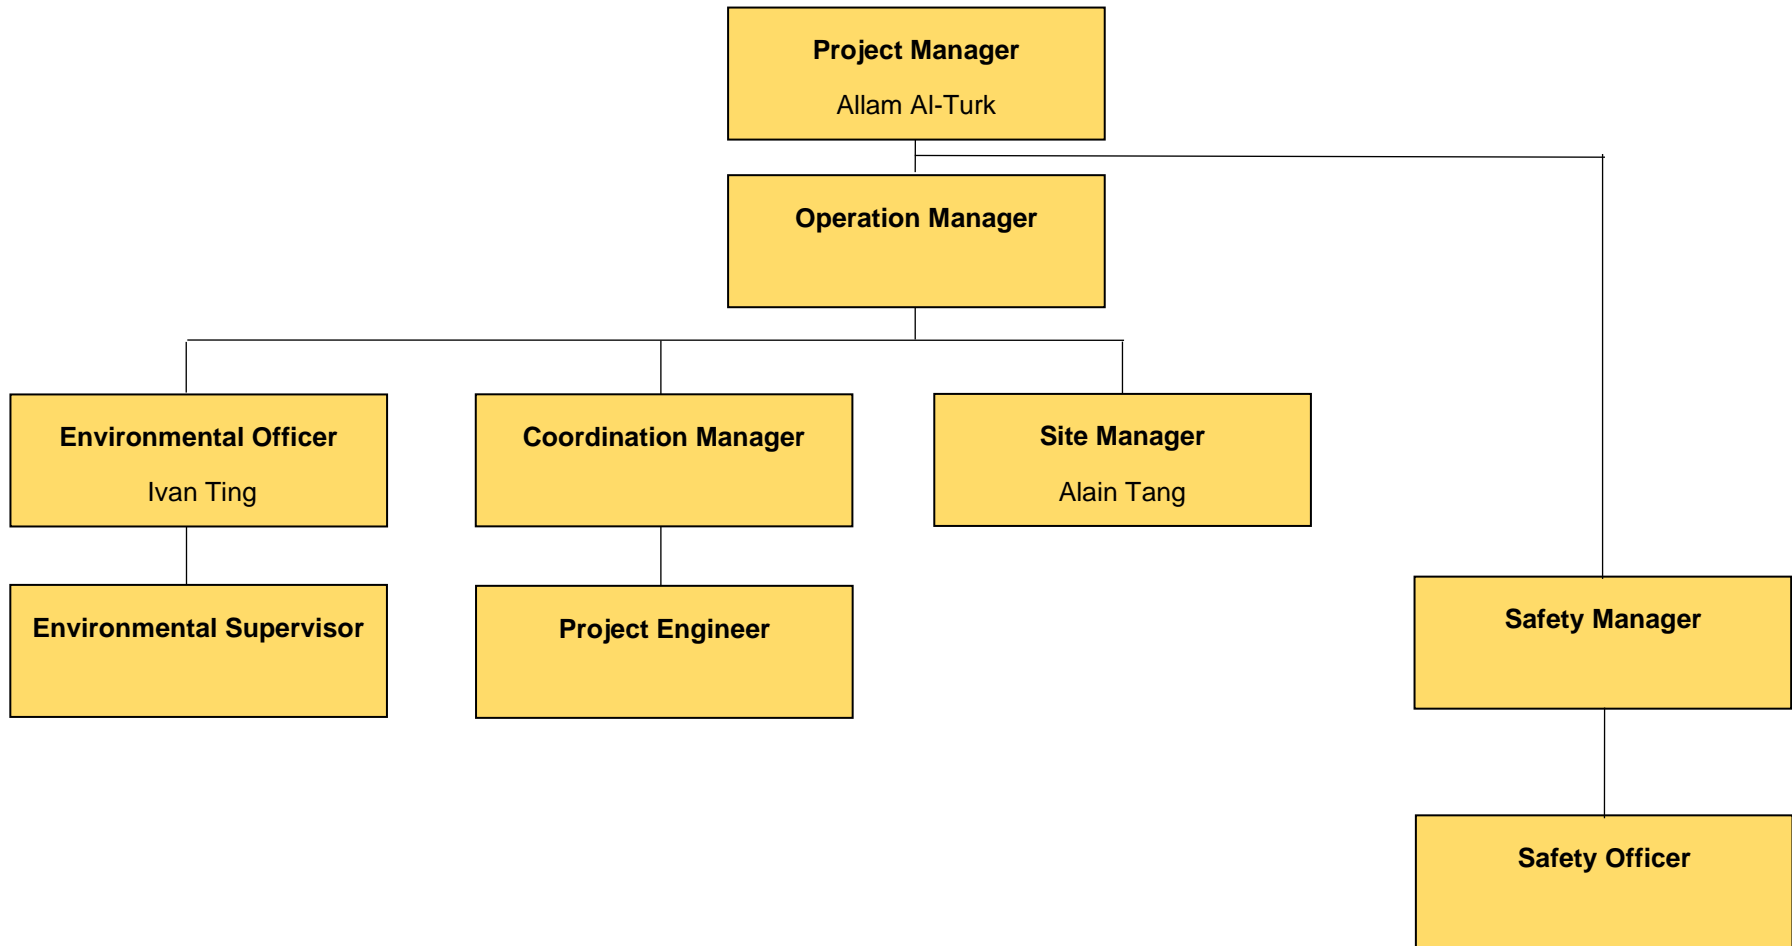 Project Manager
Allam Al-Turk
Operation Manager
Environmental Officer
Ivan Ting
Coordination Manager
Site Manager
Alain Tang
Environmental Supervisor
Project Engineer
Safety Manager
Safety Officer